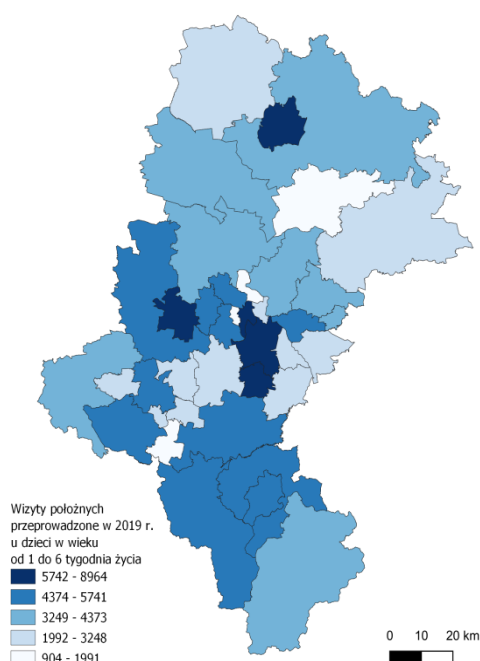 Wizyty położnych
przeprowadzone w 2019 r.
u dzieci w wieku
od 1 do 6 tygodnia życia
5742 - 8964
4374 - 5741
3249 - 4373
1992 - 3248
904 - 1991
0 10 20 km